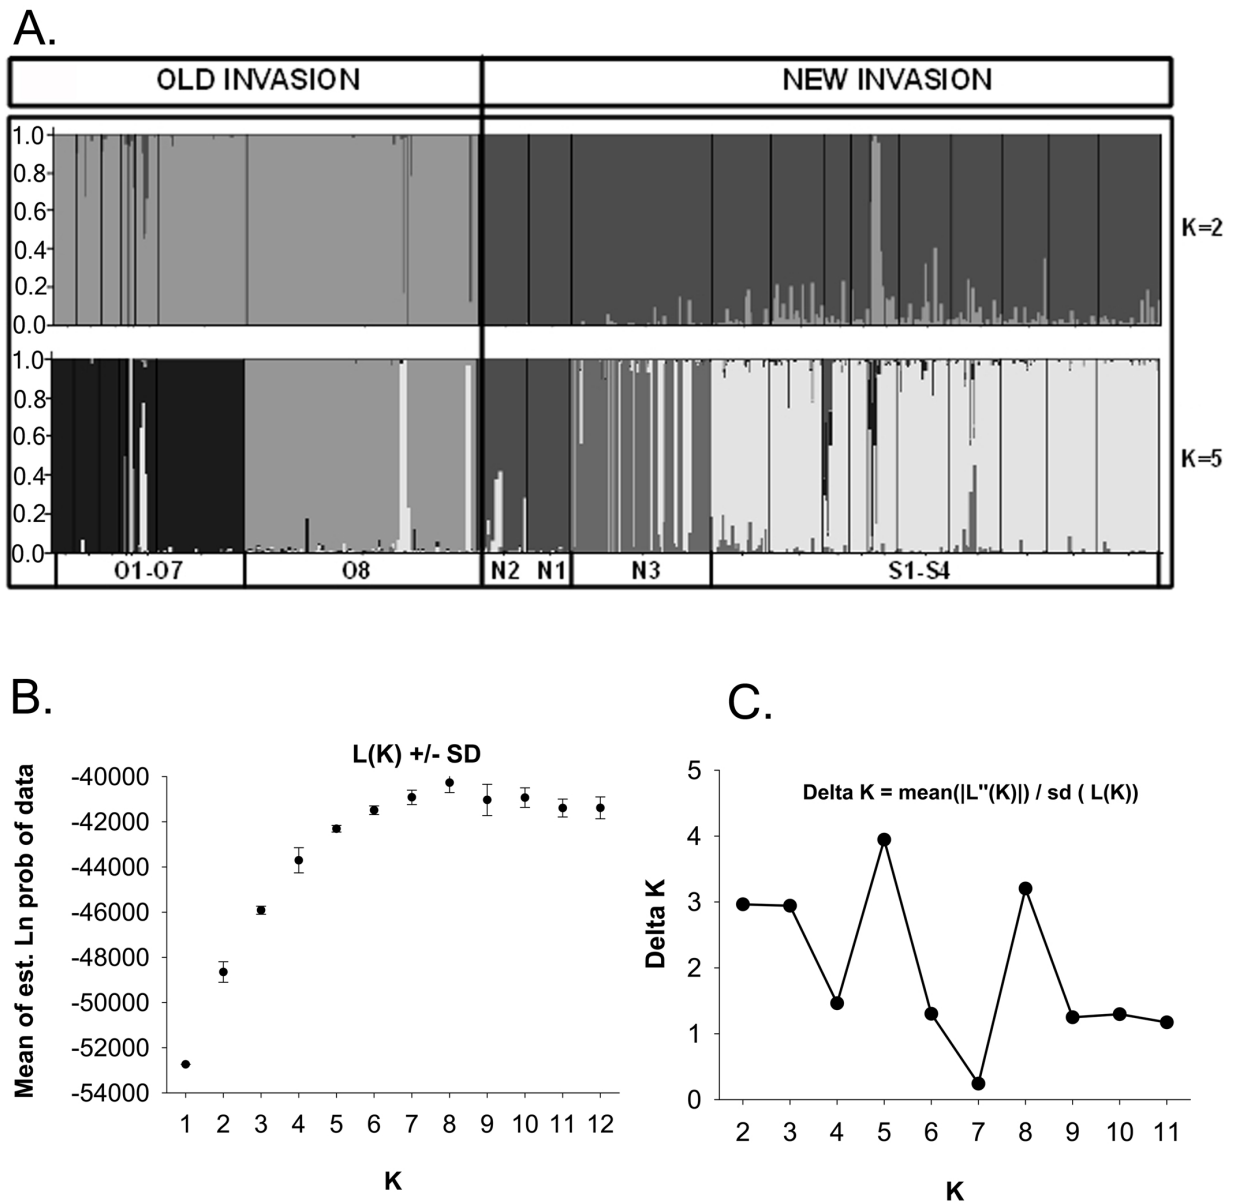 A.
OLD INVASION NEW INVASION
1.0
0.8
0.6
0.4
0.2
0.0
K=2
1.0
0.8
0.6
0.4
0.2
0.0
K=5
O1-O7 O8 N2 N1 N3 S1-S4
B.
L(K) +/- SD
Mean of est. Ln prob of data
-40000
-42000
-44000
-46000
-48000
-50000
-52000
-54000
1 2 3 4 5 6 7 8 9 10 11 12
K
C.
Delta K = mean(|L"(K)|) / sd ( L(K))
Delta K
5
4
3
2
1
0
2 3 4 5 6 7 8 9 10 11
K